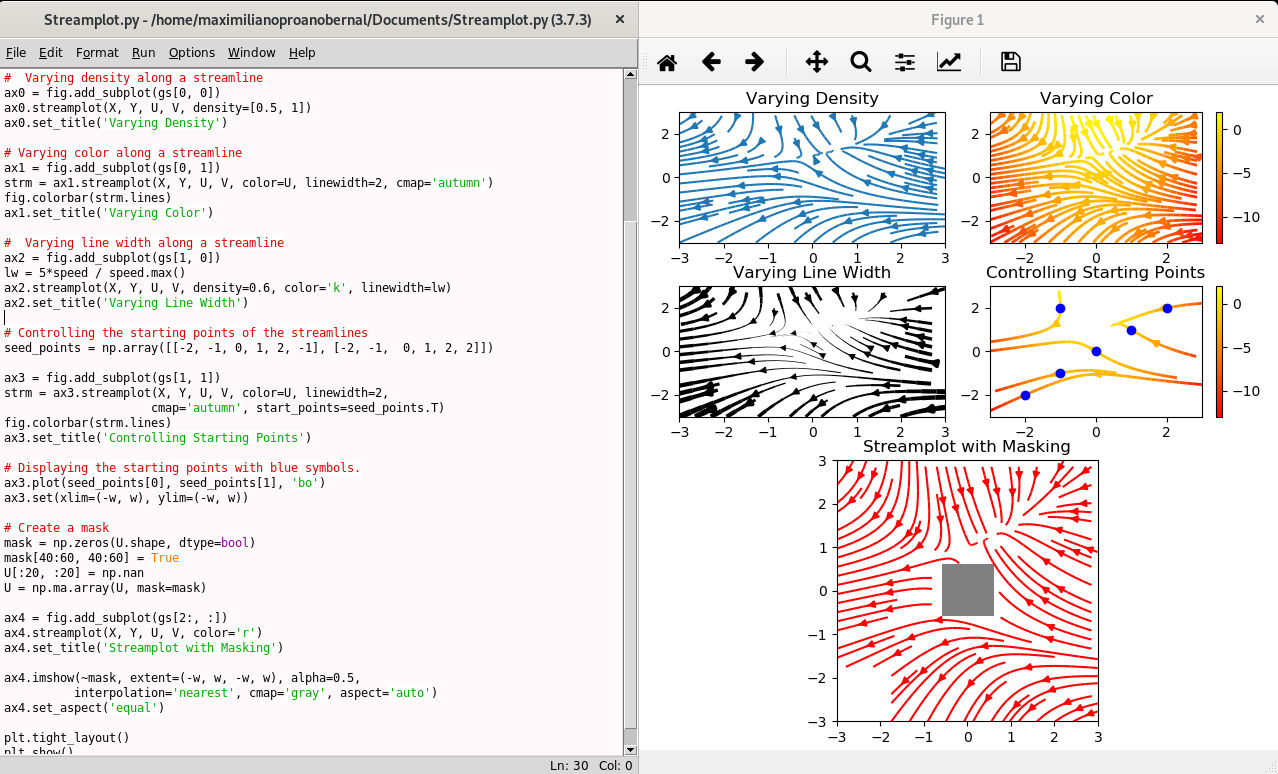 Streamplot.py - /home/maximilianoproanobernal/Documents/Streamplot.py (3.7.3)
File Edit Format Run Options Window Help
#  Varying density along a streamline
ax0 = fig.add_subplot(gs[0, 0])
ax0.streamplot(X, Y, U, V, density=[0.5, 1])
ax0.set_title('Varying Density')
# Varying color along a streamline
ax1 = fig.add_subplot(gs[0, 1])
strm = ax1.streamplot(X, Y, U, V, color=U, linewidth=2, cmap='autumn')
fig.colorbar(strm.lines)
ax1.set_title('Varying Color')
#  Varying line width along a streamline
ax2 = fig.add_subplot(gs[1, 0])
lw = 5*speed / speed.max()
ax2.streamplot(X, Y, U, V, density=0.6, color='k', linewidth=lw)
ax2.set_title('Varying Line Width')
# Controlling the starting points of the streamlines
seed_points = np.array([[-2, -1, 0, 1, 2, -1], [-2, -1,  0, 1, 2, 2]])
ax3 = fig.add_subplot(gs[1, 1])
strm = ax3.streamplot(X, Y, U, V, color=U, linewidth=2,
                     cmap='autumn', start_points=seed_points.T)
fig.colorbar(strm.lines)
ax3.set_title('Controlling Starting Points')
# Displaying the starting points with blue symbols.
ax3.plot(seed_points[0], seed_points[1], 'bo')
ax3.set(xlim=(-w, w), ylim=(-w, w))
# Create a mask
mask = np.zeros(U.shape, dtype=bool)
mask[40:60, 40:60] = True
U[:20, :20] = np.nan
U = np.ma.array(U, mask=mask)
ax4 = fig.add_subplot(gs[2:, :])
ax4.streamplot(X, Y, U, V, color='r')
ax4.set_title('Streamplot with Masking')
ax4.imshow(~mask, extent=(-w, w, -w, w), alpha=0.5,
          interpolation='nearest', cmap='gray', aspect='auto')
ax4.set_aspect('equal')
plt.tight_layout()
plt.show()
Ln: 30 Col: 0
Figure 1
Varying Density
2
0
−2
−3 −2 −1 0 1 2 3
Varying Color
2
0
−2
−2 0 2
0
−5
−10
Varying Line Width
2
0
−2
−3 −2 −1 0 1 2 3
Controlling Starting Points
2
0
−2
−2 0 2
0
−5
−10
Streamplot with Masking
3
2
1
0
−1
−2
−3
−3 −2 −1 0 1 2 3